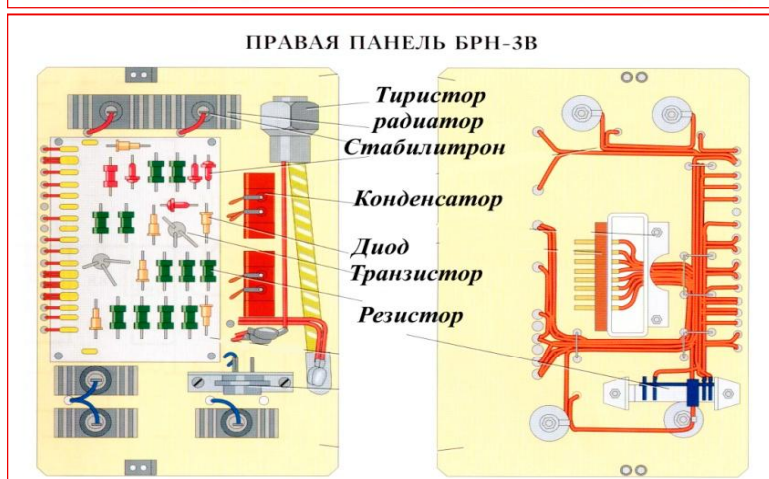 ПРАВАЯ ПАНЕЛЬ БРН-3В
Тиристор
радиатор
Стабилитрон
Конденсатор
Диод
Транзистор
Резистор